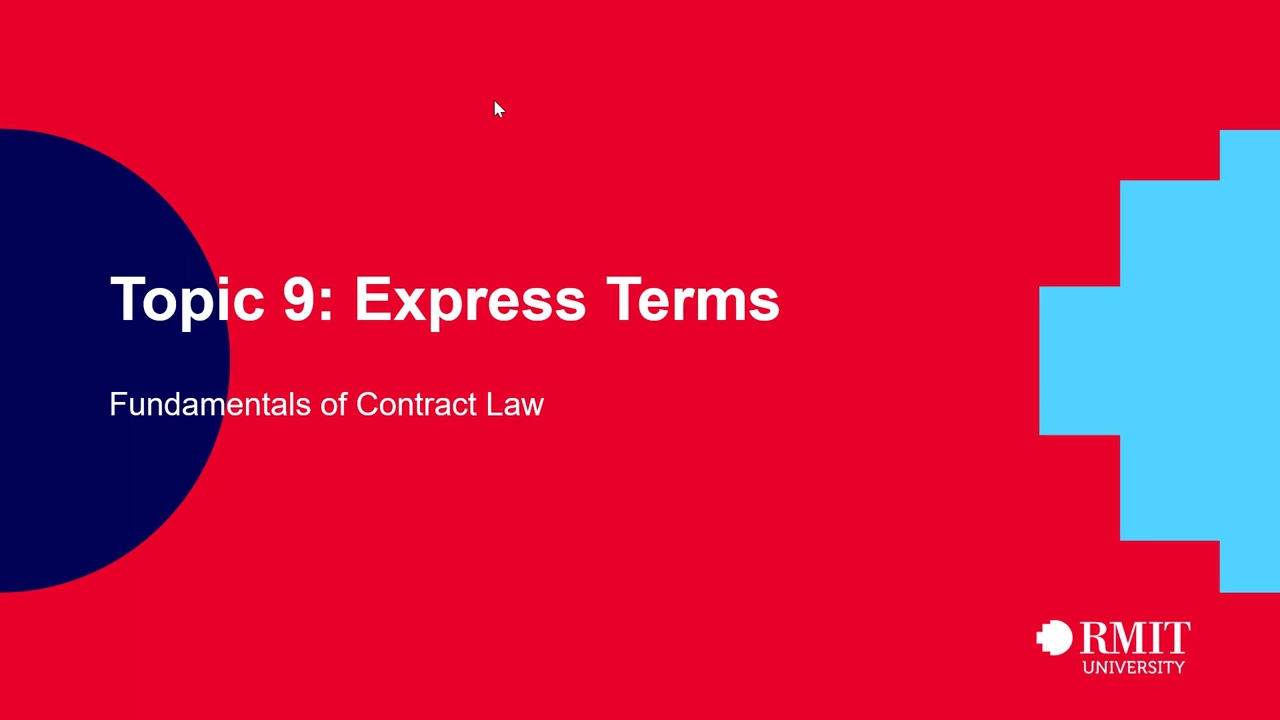 Topic 9: Express Terms
Fundamentals of Contract Law
RMIT
UNIVERSITY